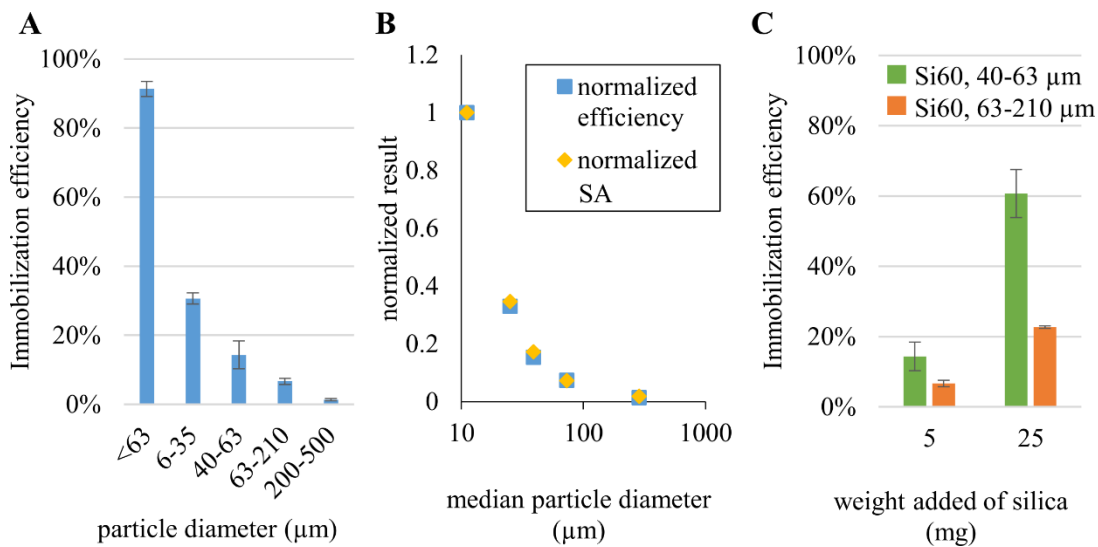 A
Immobilization efficiency
100%
80%
60%
40%
20%
0%
<63
6-35
40-63
63-210
200-500
particle diameter (µm)
B
normalized result
1.2
1
0.8
0.6
0.4
0.2
0
10
100
1000
normalized
efficiency
normalized
SA
median particle diameter
(µm)
C
Immobilization efficiency
100%
80%
60%
40%
20%
0%
Si60, 40-63 µm
Si60, 63-210 µm
5
25
weight added of silica
(mg)